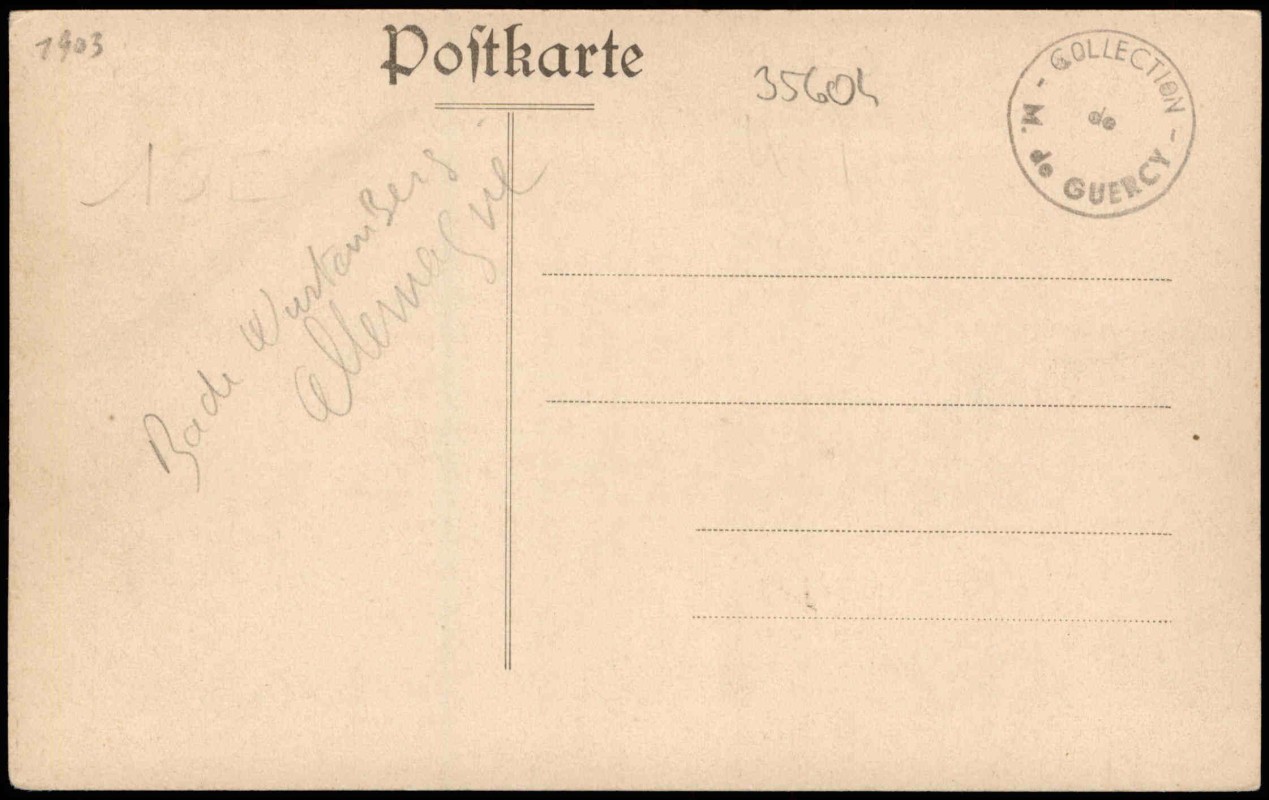 1903
Poſtkarte
35604
- COLLECTION -
de
M. de GUERCY
Bade Wurtemberg
Allemagne